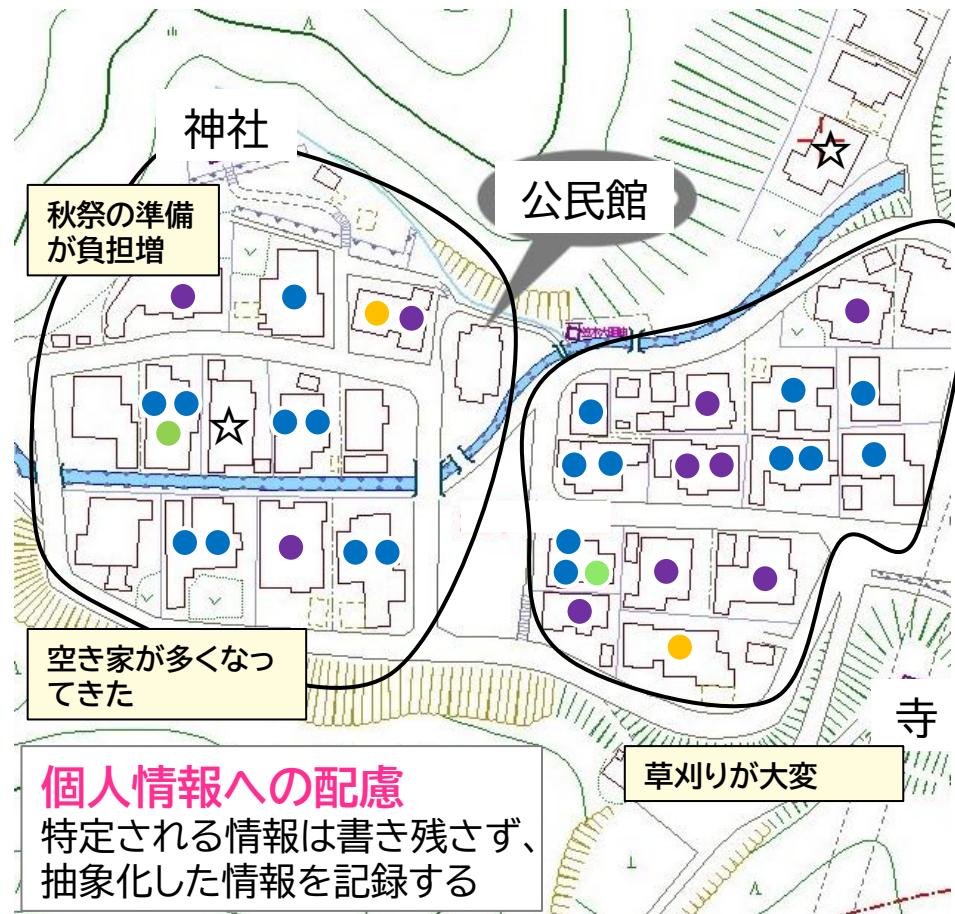 神社
公民館
秋祭の準備
が負担増
空き家が多くなっ
てきた
寺
草刈りが大変
個人情報への配慮
特定される情報は書き残さず、
抽象化した情報を記録する